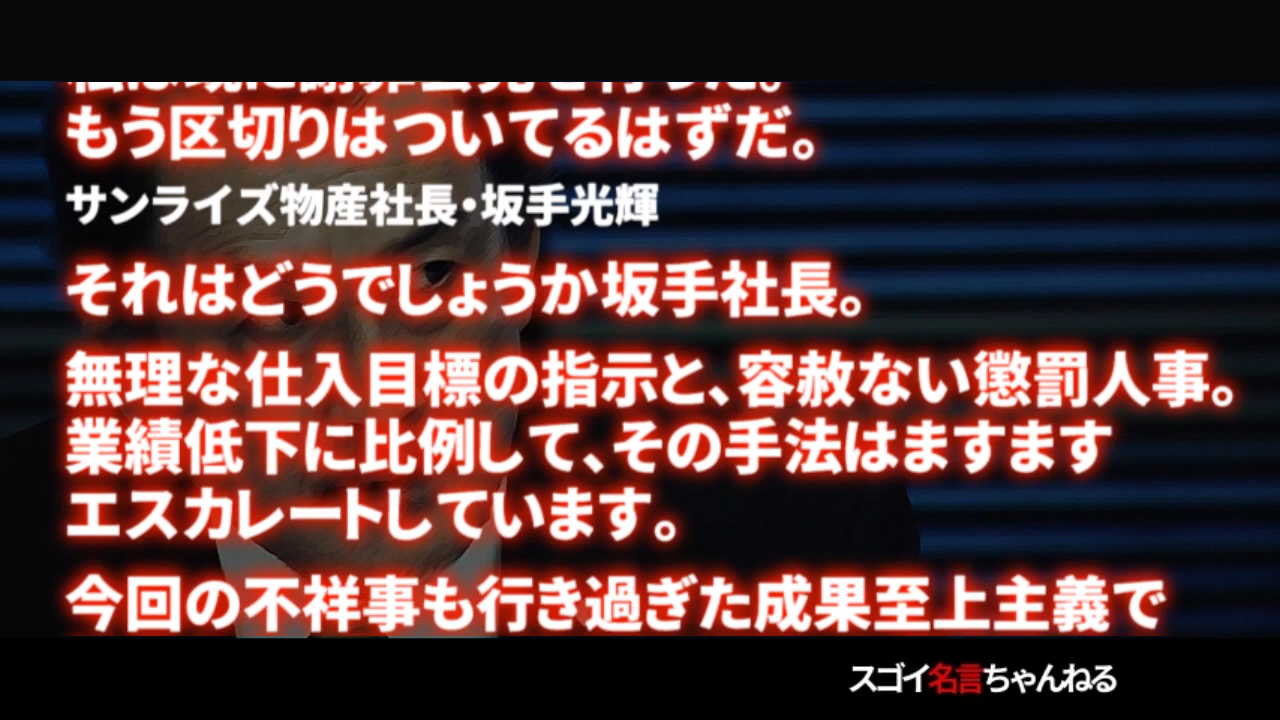 もう区切りはついてるはずだ。
サンライズ物産社長・坂手光輝
それはどうでしょうか坂手社長。
無理な仕入目標の指示と、容赦ない懲罰人事。
業績低下に比例して、その手法はますます
エスカレートしています。
今回の不祥事も行き過ぎた成果至上主義で
スゴイ名言ちゃんねる